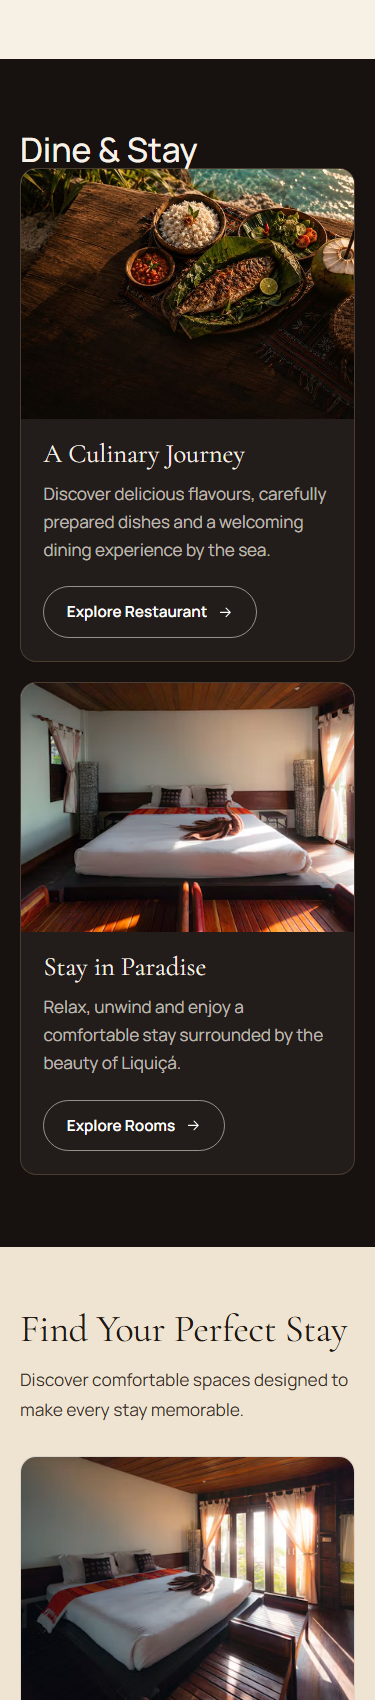 Dine & Stay
A Culinary Journey
Discover delicious flavours, carefully
prepared dishes and a welcoming
dining experience by the sea.
Explore Restaurant →
Stay in Paradise
Relax, unwind and enjoy a
comfortable stay surrounded by the
beauty of Liquiçá.
Explore Rooms →
Find Your Perfect Stay
Discover comfortable spaces designed to
make every stay memorable.